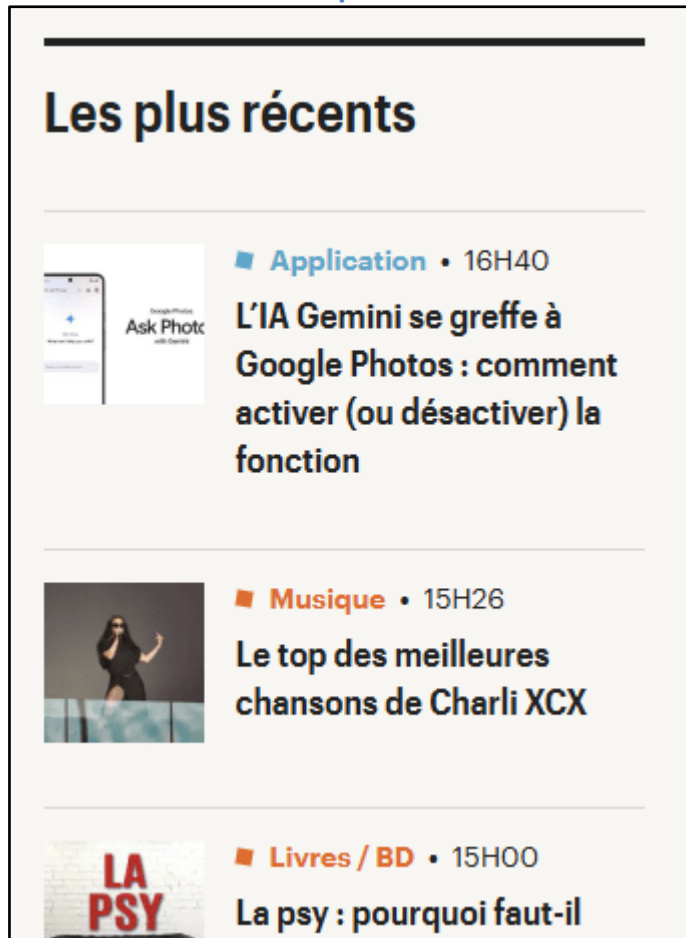 Les plus récents
Application • 16H40
L'IA Gemini se greffe à
Google Photos : comment
activer (ou désactiver) la
fonction
Google Photos
Ask Photo
with Gemini
Musique • 15H26
Le top des meilleures
chansons de Charli XCX
Livres / BD • 15H00
La psy : pourquoi faut-il
LA
PSY